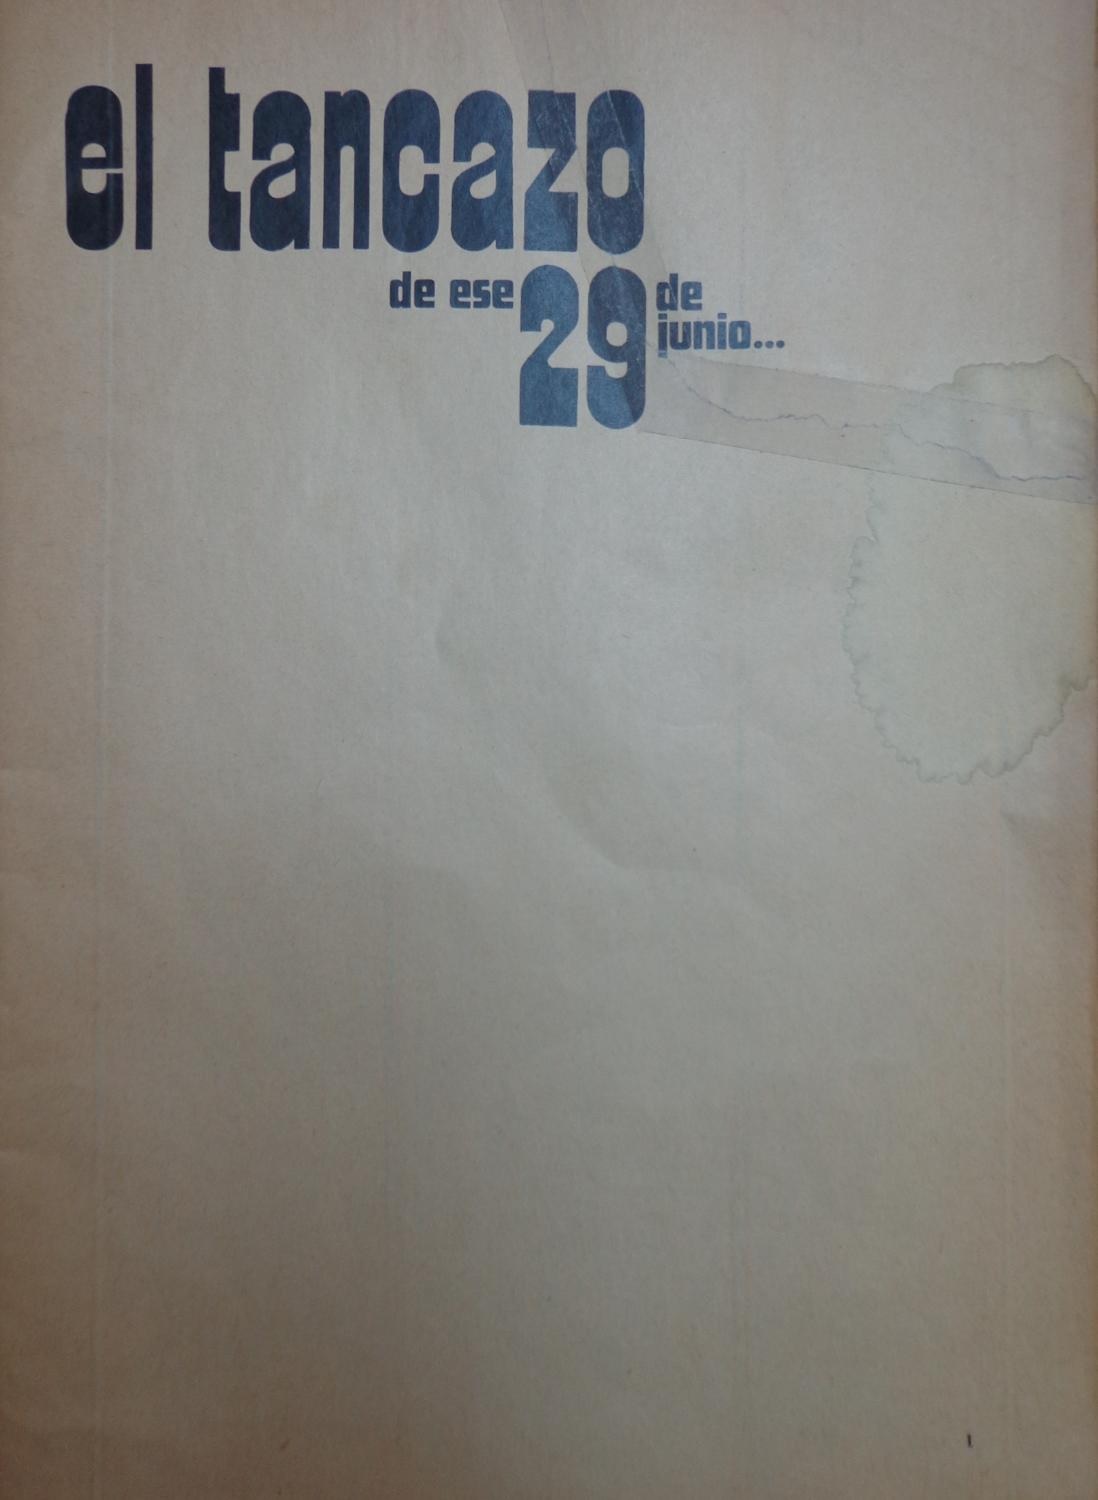 el tancazo
de ese 29 de
junio...